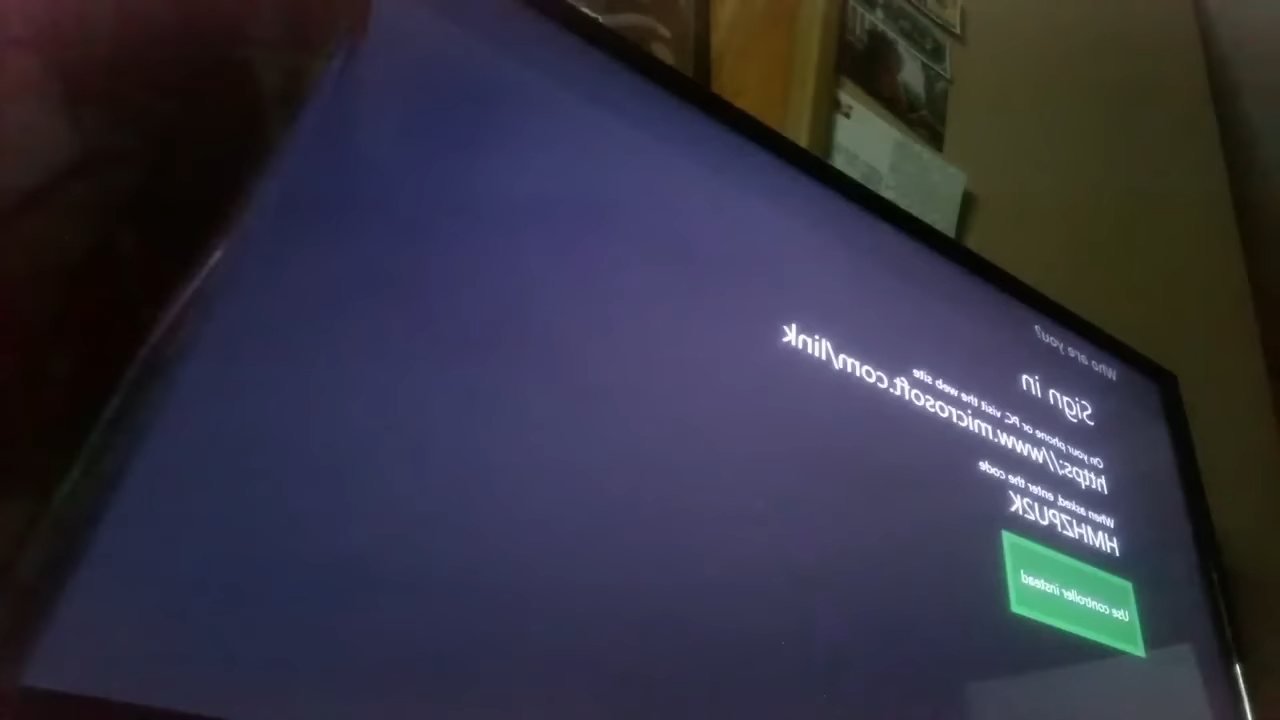 Who are you?
Sign in
On your phone or PC, visit the web site
https://www.microsoft.com/link
When asked, enter the code
HMHZPU2K
Use controller instead